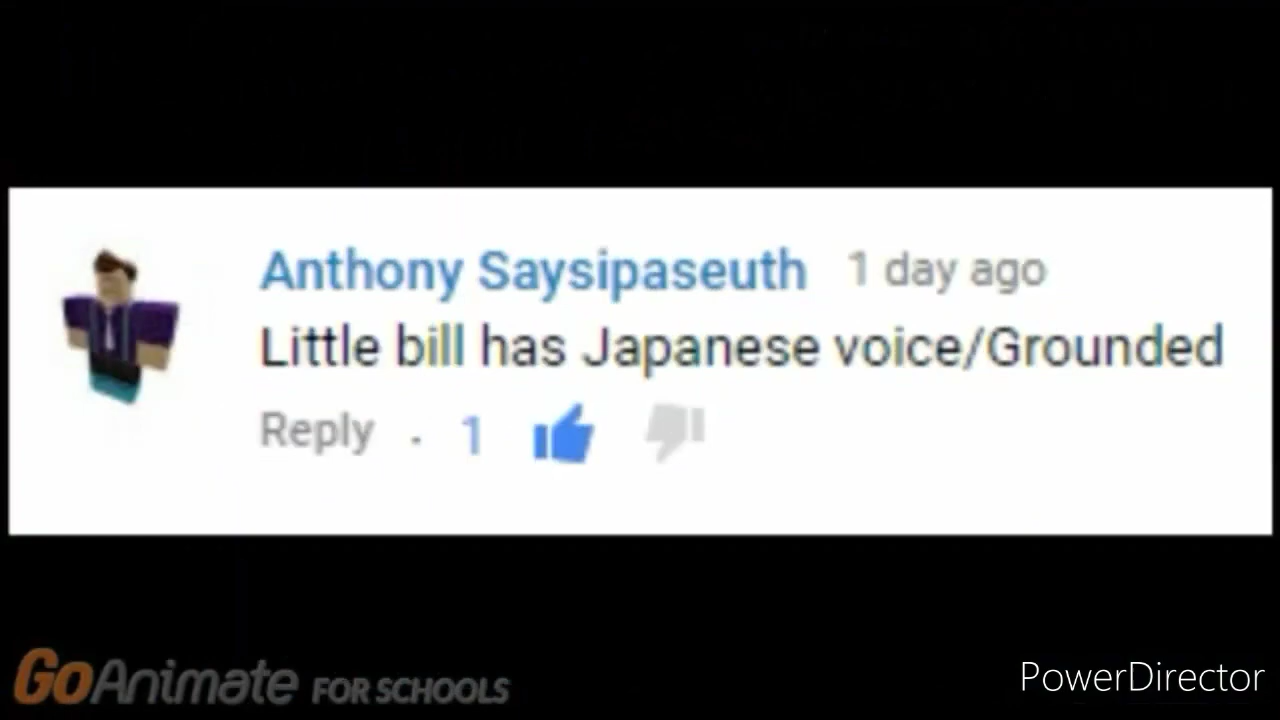 Anthony Saysipaseuth 1 day ago
Little bill has Japanese voice/Grounded
Reply · 1
GoAnimate FOR SCHOOLS
PowerDirector